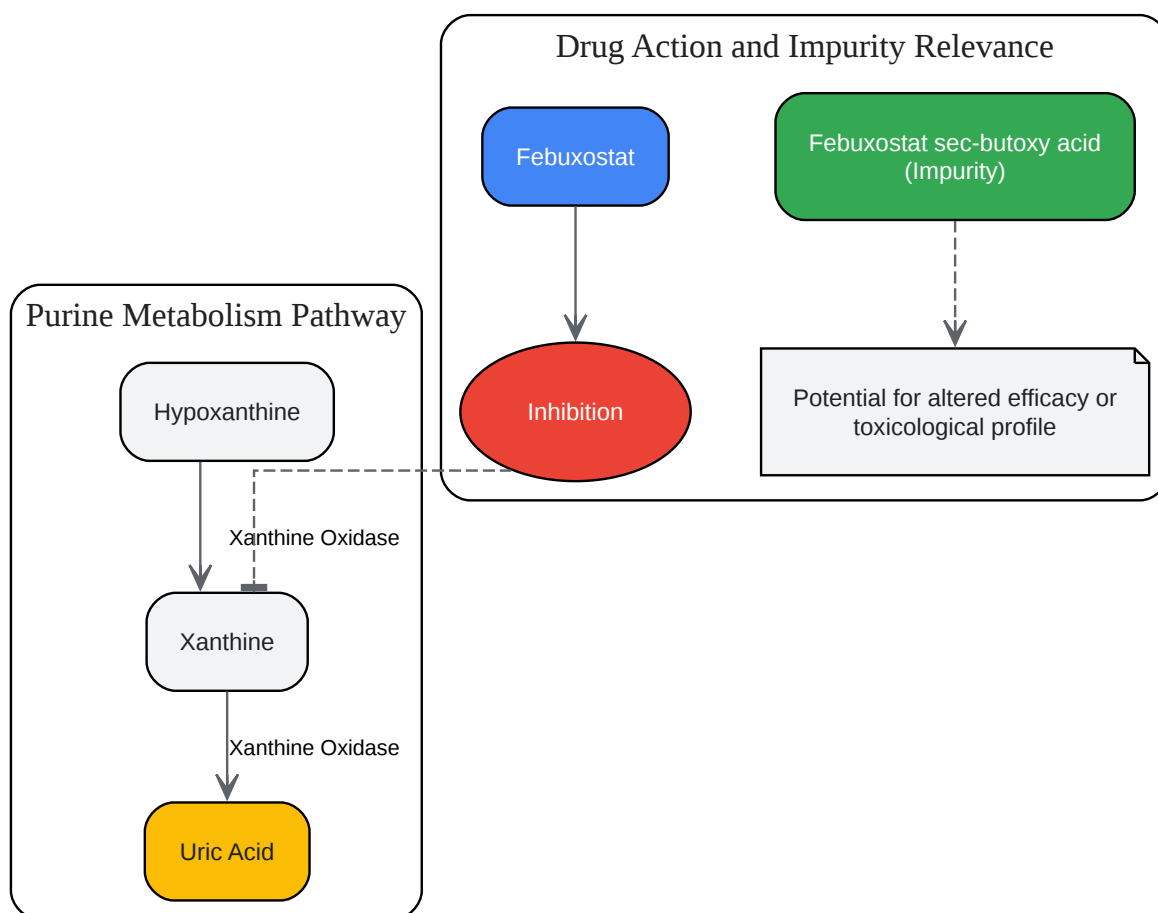 Drug Action and Impurity Relevance
Febuxostat
Febuxostat sec-butoxy acid
(Impurity)
Inhibition
Potential for altered efficacy or
toxicological profile
Purine Metabolism Pathway
Hypoxanthine
Xanthine Oxidase
Xanthine
Xanthine Oxidase
Uric Acid